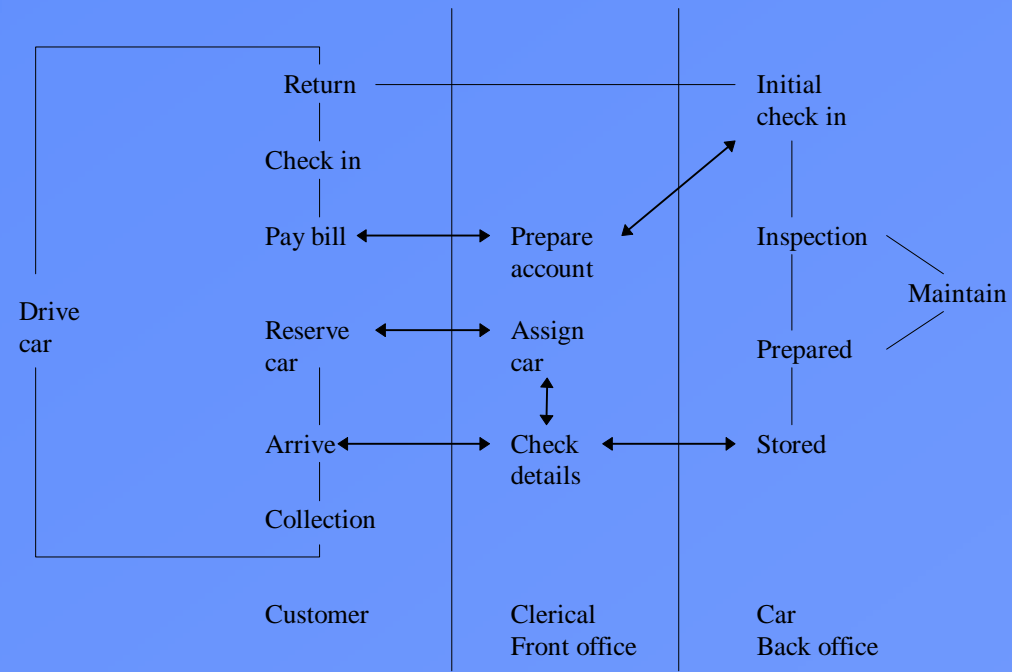 Return
Initial
check in
Check in
Pay bill
Prepare
account
Inspection
Maintain
Drive
car
Reserve
car
Assign
car
Prepared
Arrive
Check
details
Stored
Collection
Customer
Clerical
Front office
Car
Back office